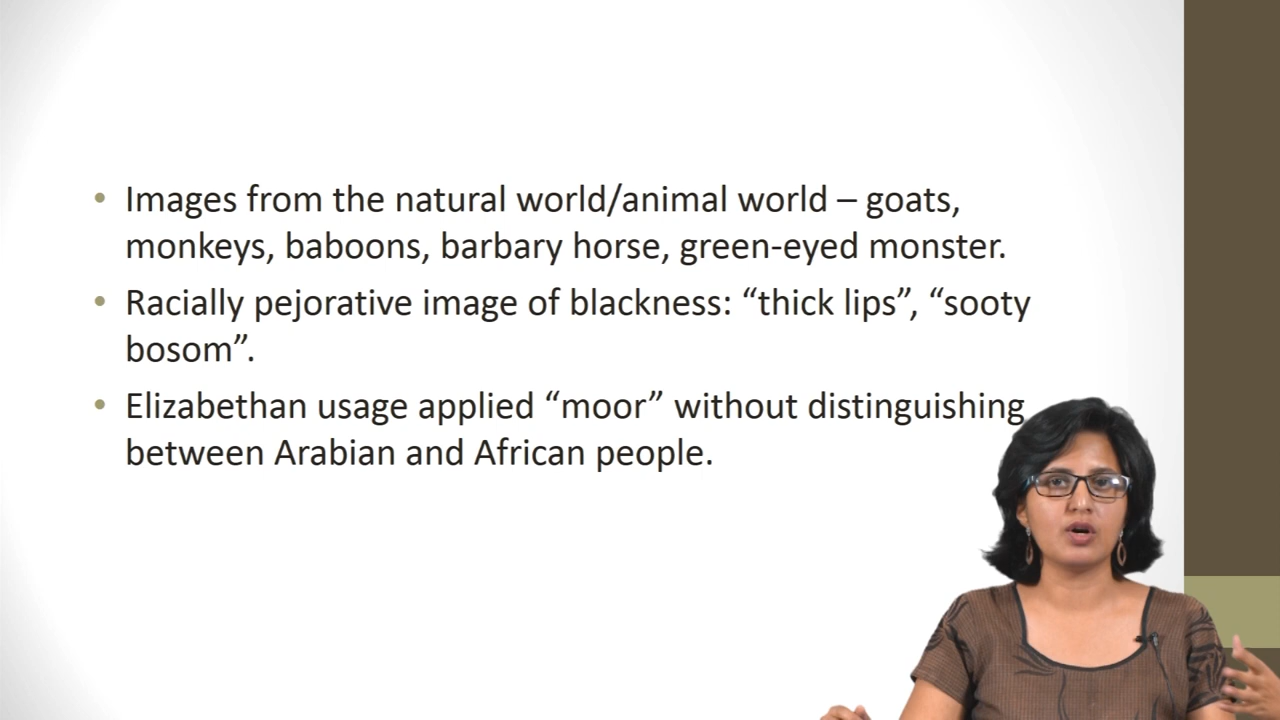 • Images from the natural world/animal world – goats,
monkeys, baboons, barbary horse, green-eyed monster.
• Racially pejorative image of blackness: “thick lips”, “sooty
bosom”.
• Elizabethan usage applied “moor” without distinguishing
between Arabian and African people.